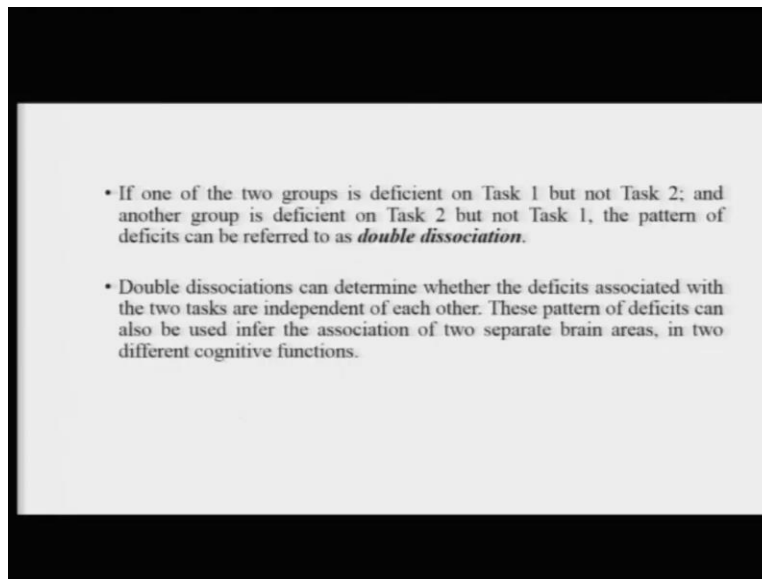 • If one of the two groups is deficient on Task 1 but not Task 2; and
another group is deficient on Task 2 but not Task 1, the pattern of
deficits can be referred to as double dissociation.
• Double dissociations can determine whether the deficits associated with
the two tasks are independent of each other. These pattern of deficits can
also be used infer the association of two separate brain areas, in two
different cognitive functions.